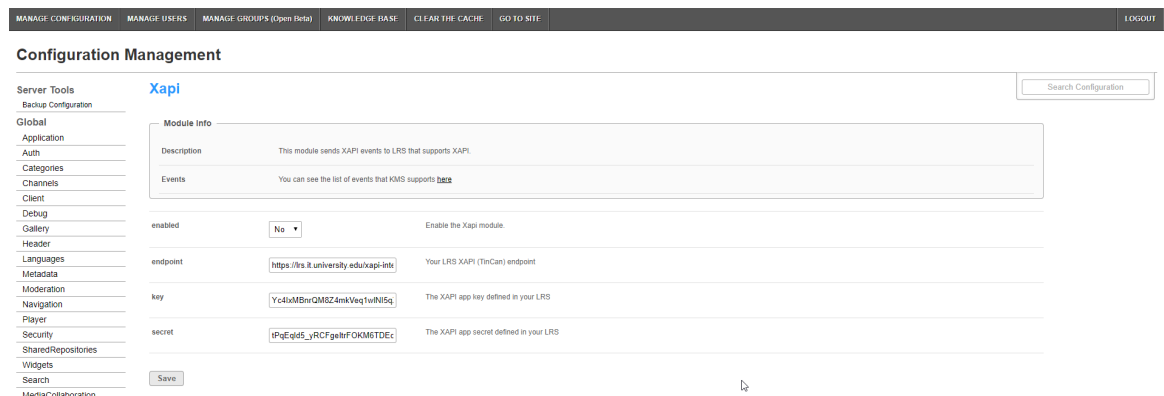 MANAGE CONFIGURATION MANAGE USERS MANAGE GROUPS (Open Beta) KNOWLEDGE BASE CLEAR THE CACHE GO TO SITE LOGOUT
Configuration Management
Search Configuration
Server Tools
Backup Configuration
Global
Application
Auth
Categories
Channels
Client
Debug
Gallery
Header
Languages
Metadata
Moderation
Navigation
Player
Security
SharedRepositories
Widgets
Search
MediaCollaboration
Xapi
Module Info
Description This module sends XAPI events to LRS that supports XAPI.
Events You can see the list of events that KMS supports here
enabled No Enable the Xapi module.
endpoint https://lrs.it.university.edu/xapi-inte Your LRS XAPI (TinCan) endpoint
key The XAPI app key defined in your LRS
secret The XAPI app secret defined in your LRS
Save